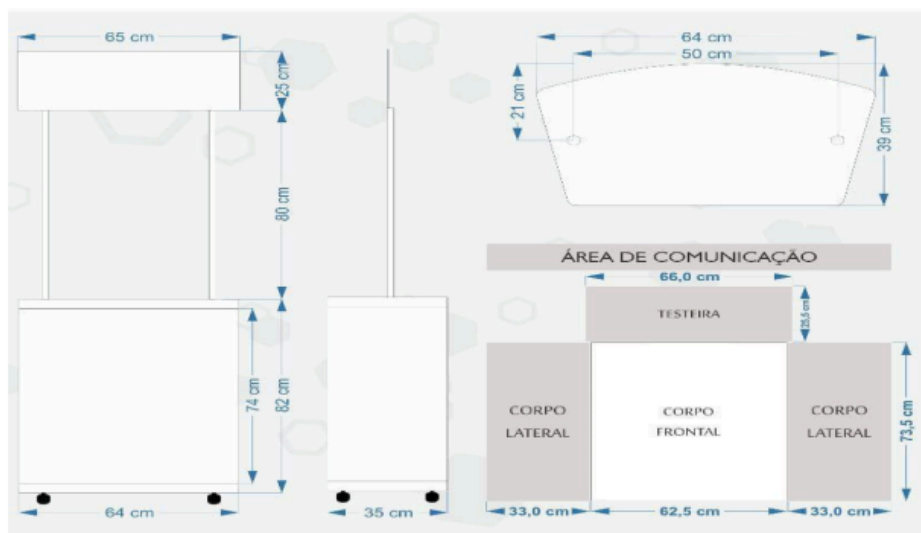 65 cm
25 cm
80 cm
74 cm
82 cm
64 cm
35 cm
64 cm
50 cm
21 cm
39 cm
ÁREA DE COMUNICAÇÃO
66,0 cm
TESTEIRA
25,5 cm
CORPO
LATERAL
CORPO
FRONTAL
CORPO
LATERAL
73,5 cm
33,0 cm
62,5 cm
33,0 cm